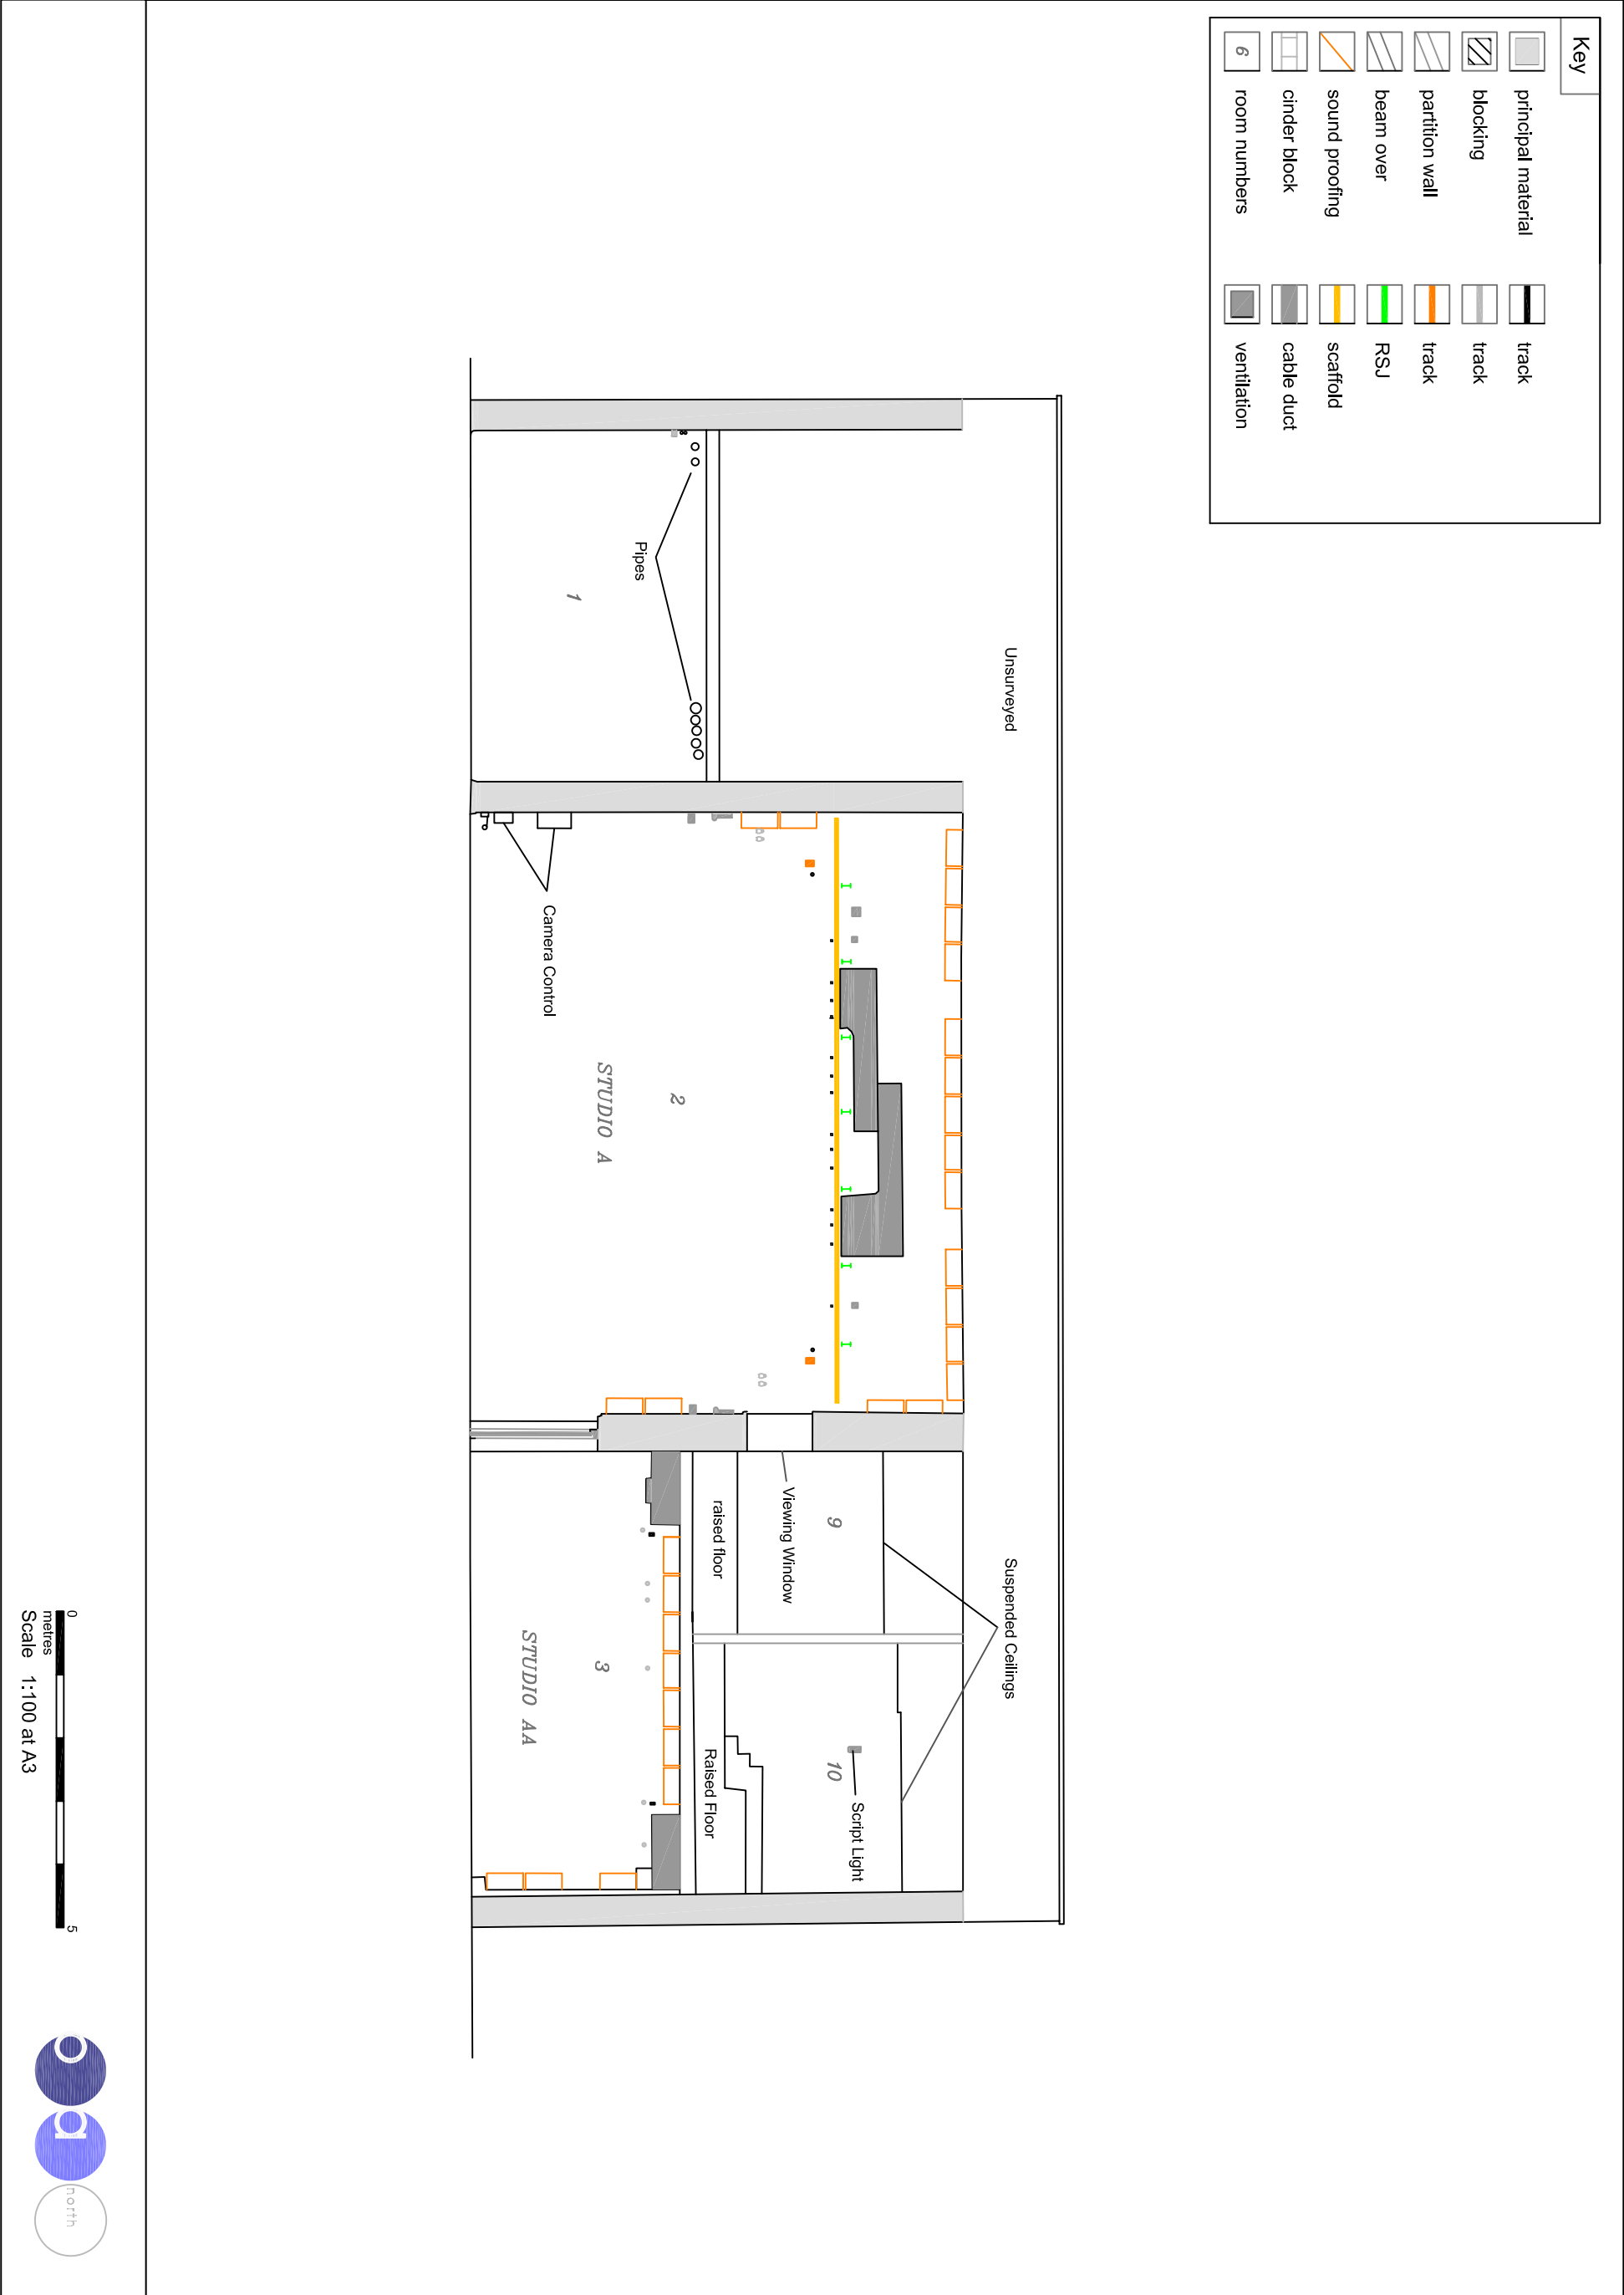 Key
principal material
blocking
partition wall
beam over
sound proofing
cinder block
6
room numbers
track
track
track
RSJ
scaffold
cable duct
ventilation
Unsurveyed
Suspended Ceilings
Pipes
1
Camera Control
2
STUDIO A
9
Viewing Window
raised floor
10
Script Light
Raised Floor
3
STUDIO AA
0
5
metres
Scale 1:100 at A3
o
p
north